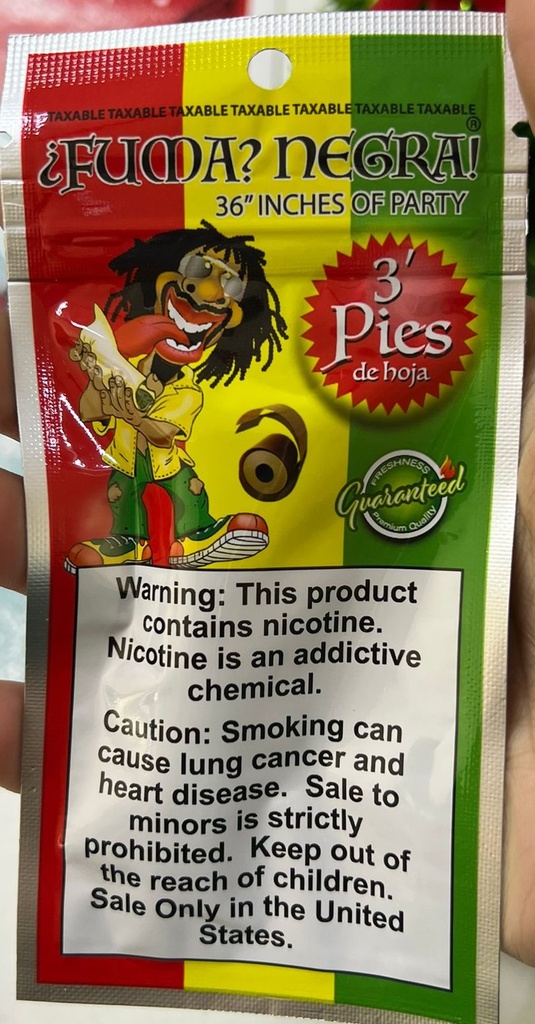 TAXABLE TAXABLE TAXABLE TAXABLE TAXABLE TAXABLE TAXABLE
¿FUMA? NEGRA!®
36" INCHES OF PARTY
3'
Pies
de hoja
FRESHNESS
Guaranteed
Premium Quality
Warning: This product
contains nicotine.
Nicotine is an addictive
chemical.
Caution: Smoking can
cause lung cancer and
heart disease. Sale to
minors is strictly
prohibited. Keep out of
the reach of children.
Sale Only in the United
States.